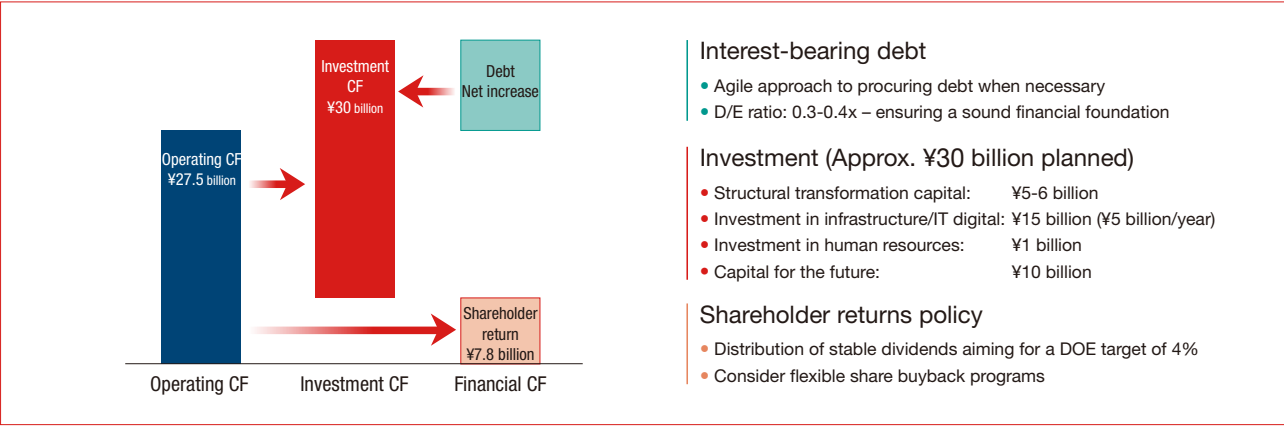 Investment
CF
¥30 billion
Debt
Net increase
Operating CF
¥27.5 billion
Shareholder
return
¥7.8 billion
Operating CF
Investment CF
Financial CF
Interest-bearing debt
• Agile approach to procuring debt when necessary
• D/E ratio: 0.3-0.4x – ensuring a sound financial foundation
Investment (Approx. ¥30 billion planned)
• Structural transformation capital: ¥5-6 billion
• Investment in infrastructure/IT digital: ¥15 billion (¥5 billion/year)
• Investment in human resources: ¥1 billion
• Capital for the future: ¥10 billion
Shareholder returns policy
• Distribution of stable dividends aiming for a DOE target of 4%
• Consider flexible share buyback programs